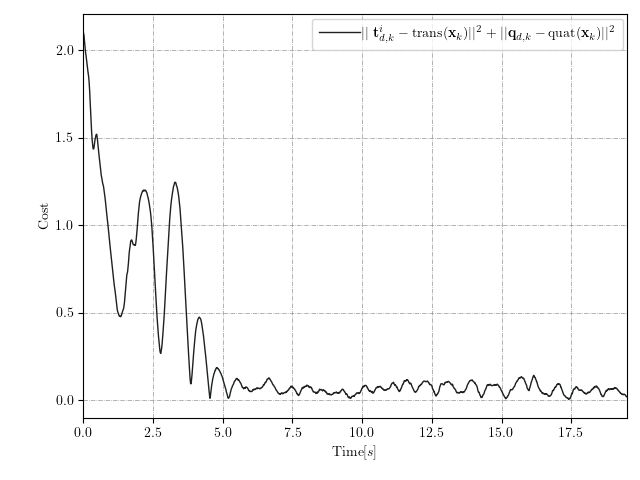 || t^i_{d,k} − trans(x_k)||^2 + ||q_{d,k} − quat(x_k)||^2
2.0
1.5
1.0
0.5
0.0
Cost
0.0 2.5 5.0 7.5 10.0 12.5 15.0 17.5
Time[s]